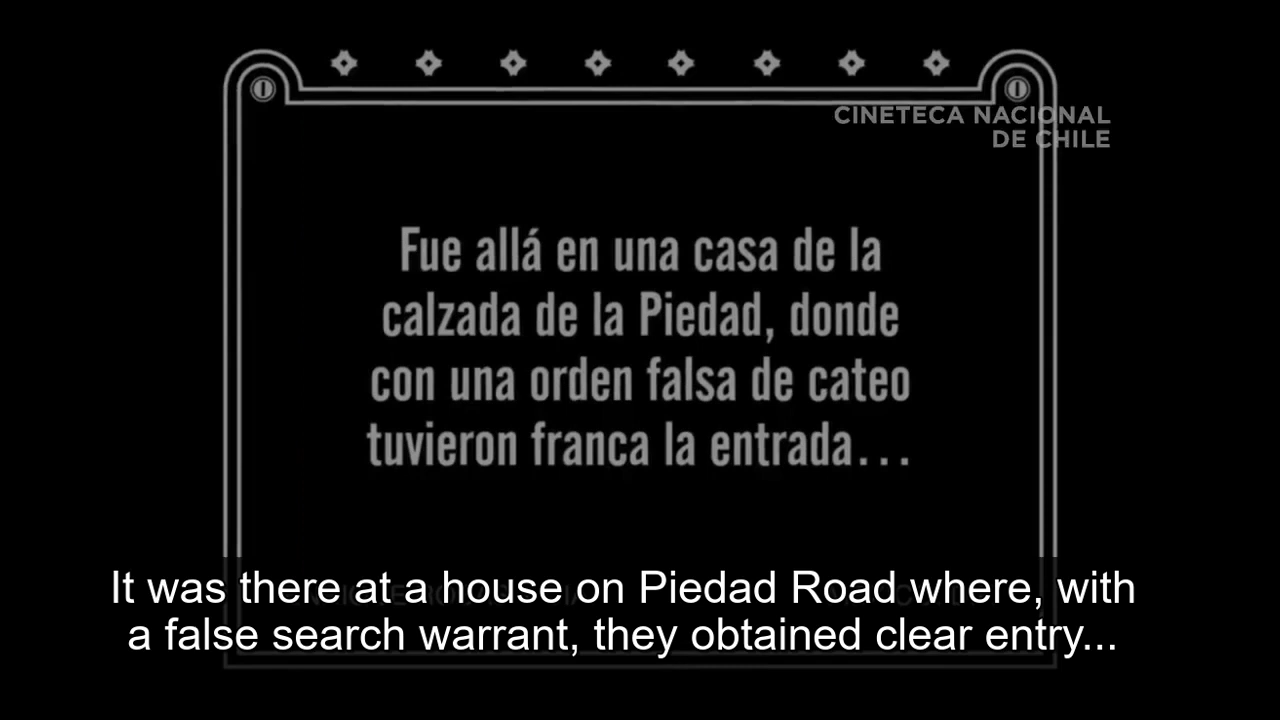 CINETECA NACIONAL
DE CHILE
Fue allá en una casa de la
calzada de la Piedad, donde
con una orden falsa de cateo
tuvieron franca la entrada...
It was there at a house on Piedad Road where, with
a false search warrant, they obtained clear entry...